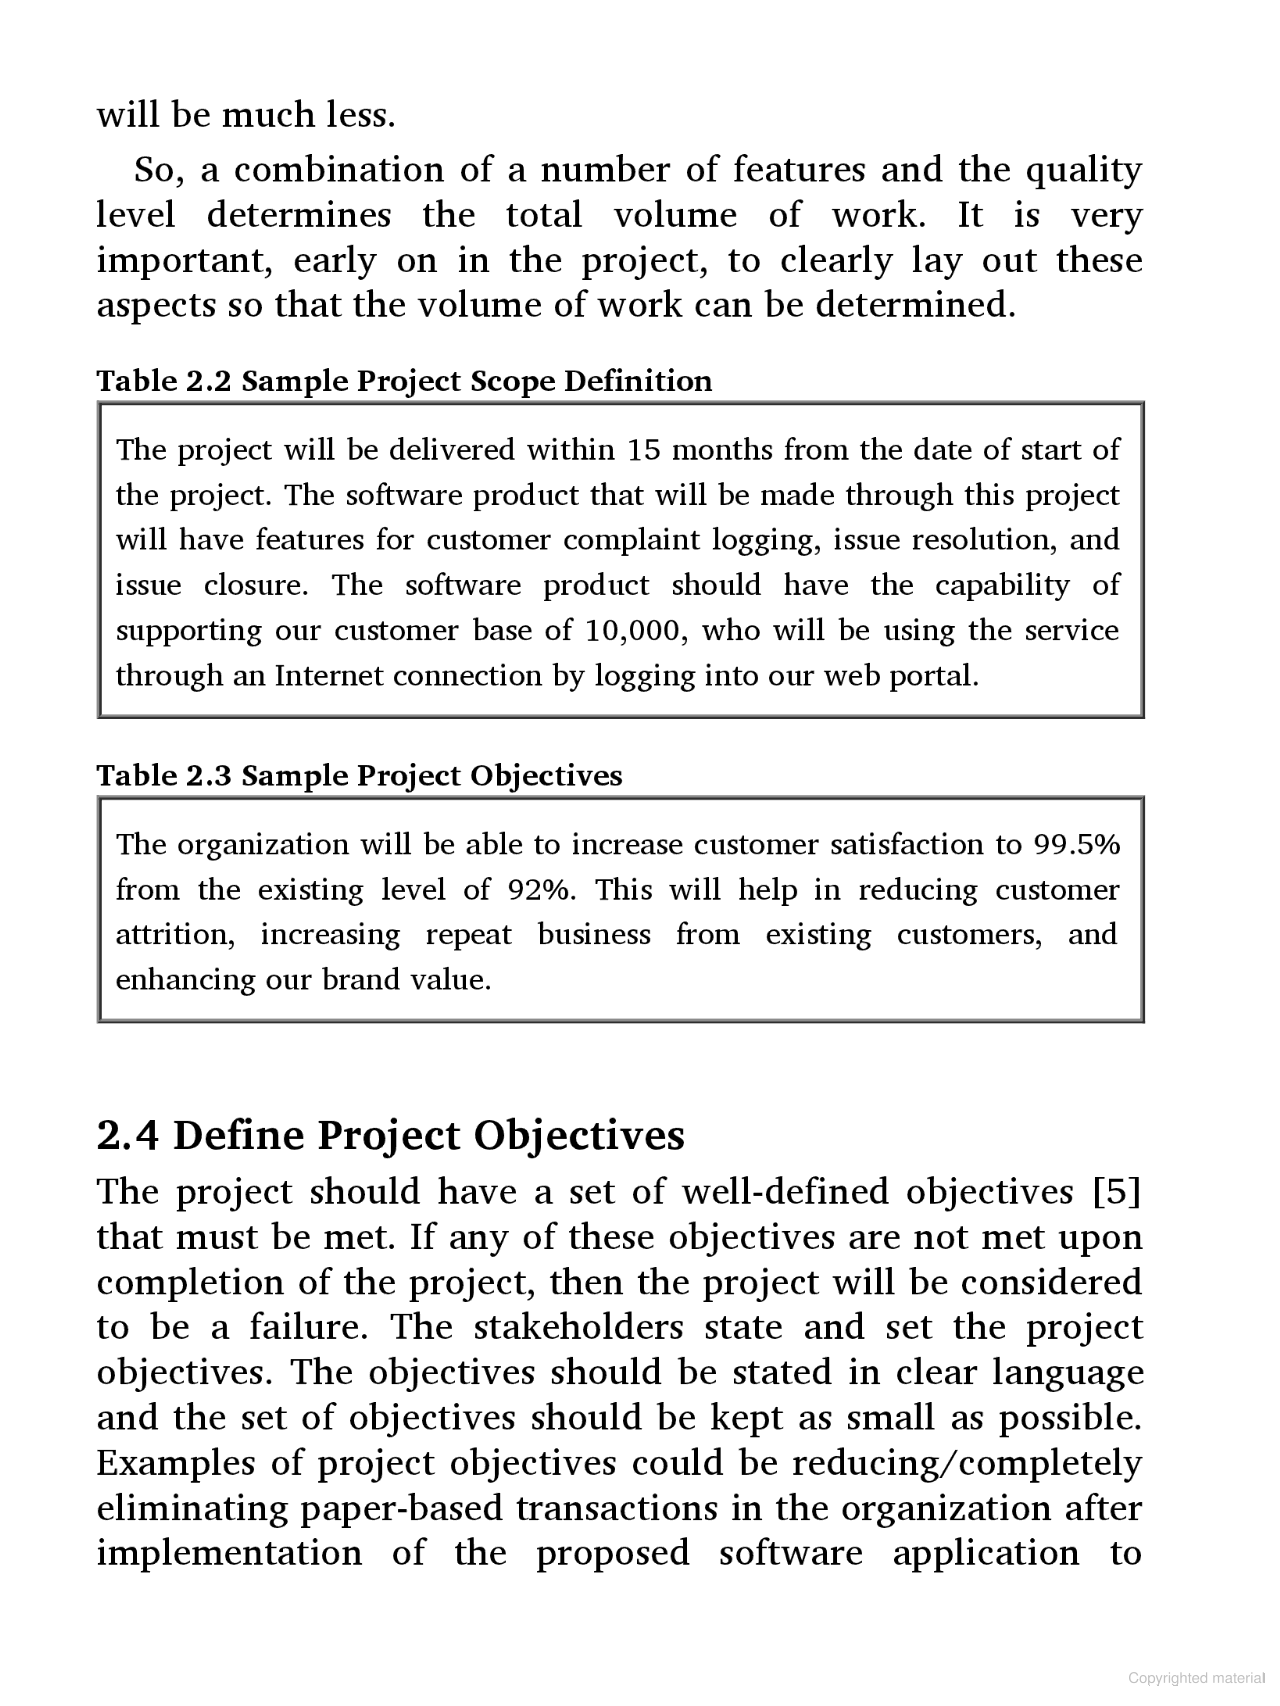 will be much less.
So, a combination of a number of features and the quality
level determines the total volume of work. It is very
important, early on in the project, to clearly lay out these
aspects so that the volume of work can be determined.
Table 2.2 Sample Project Scope Definition
The project will be delivered within 15 months from the date of start of
the project. The software product that will be made through this project
will have features for customer complaint logging, issue resolution, and
issue closure. The software product should have the capability of
supporting our customer base of 10,000, who will be using the service
through an Internet connection by logging into our web portal.
Table 2.3 Sample Project Objectives
The organization will be able to increase customer satisfaction to 99.5%
from the existing level of 92%. This will help in reducing customer
attrition, increasing repeat business from existing customers, and
enhancing our brand value.
2.4 Define Project Objectives
The project should have a set of well-defined objectives [5]
that must be met. If any of these objectives are not met upon
completion of the project, then the project will be considered
to be a failure. The stakeholders state and set the project
objectives. The objectives should be stated in clear language
and the set of objectives should be kept as small as possible.
Examples of project objectives could be reducing/completely
eliminating paper-based transactions in the organization after
implementation of the proposed software application to
Copyrighted material